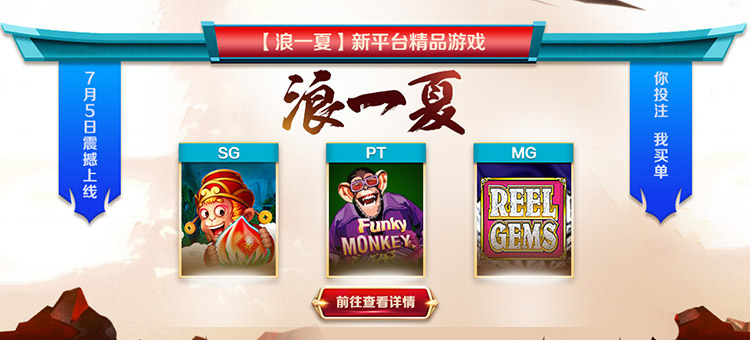 【浪一夏】新平台精品游戏
7月5日震撼上线
浪一夏
你投注 我买单
SG
PT
MG
Funky
MONKEY
REEL
GEMS
前往查看详情